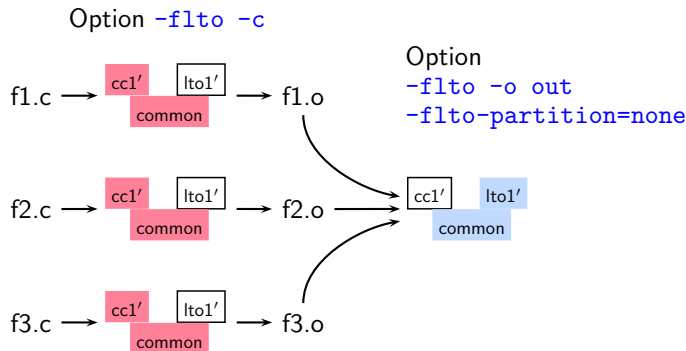 Option -flto -c
Option
-flto -o out
-flto-partition=none
f1.c
cc1′
lto1′
common
f1.o
f2.c
cc1′
lto1′
common
f2.o
cc1′
lto1′
common
f3.c
cc1′
lto1′
common
f3.o